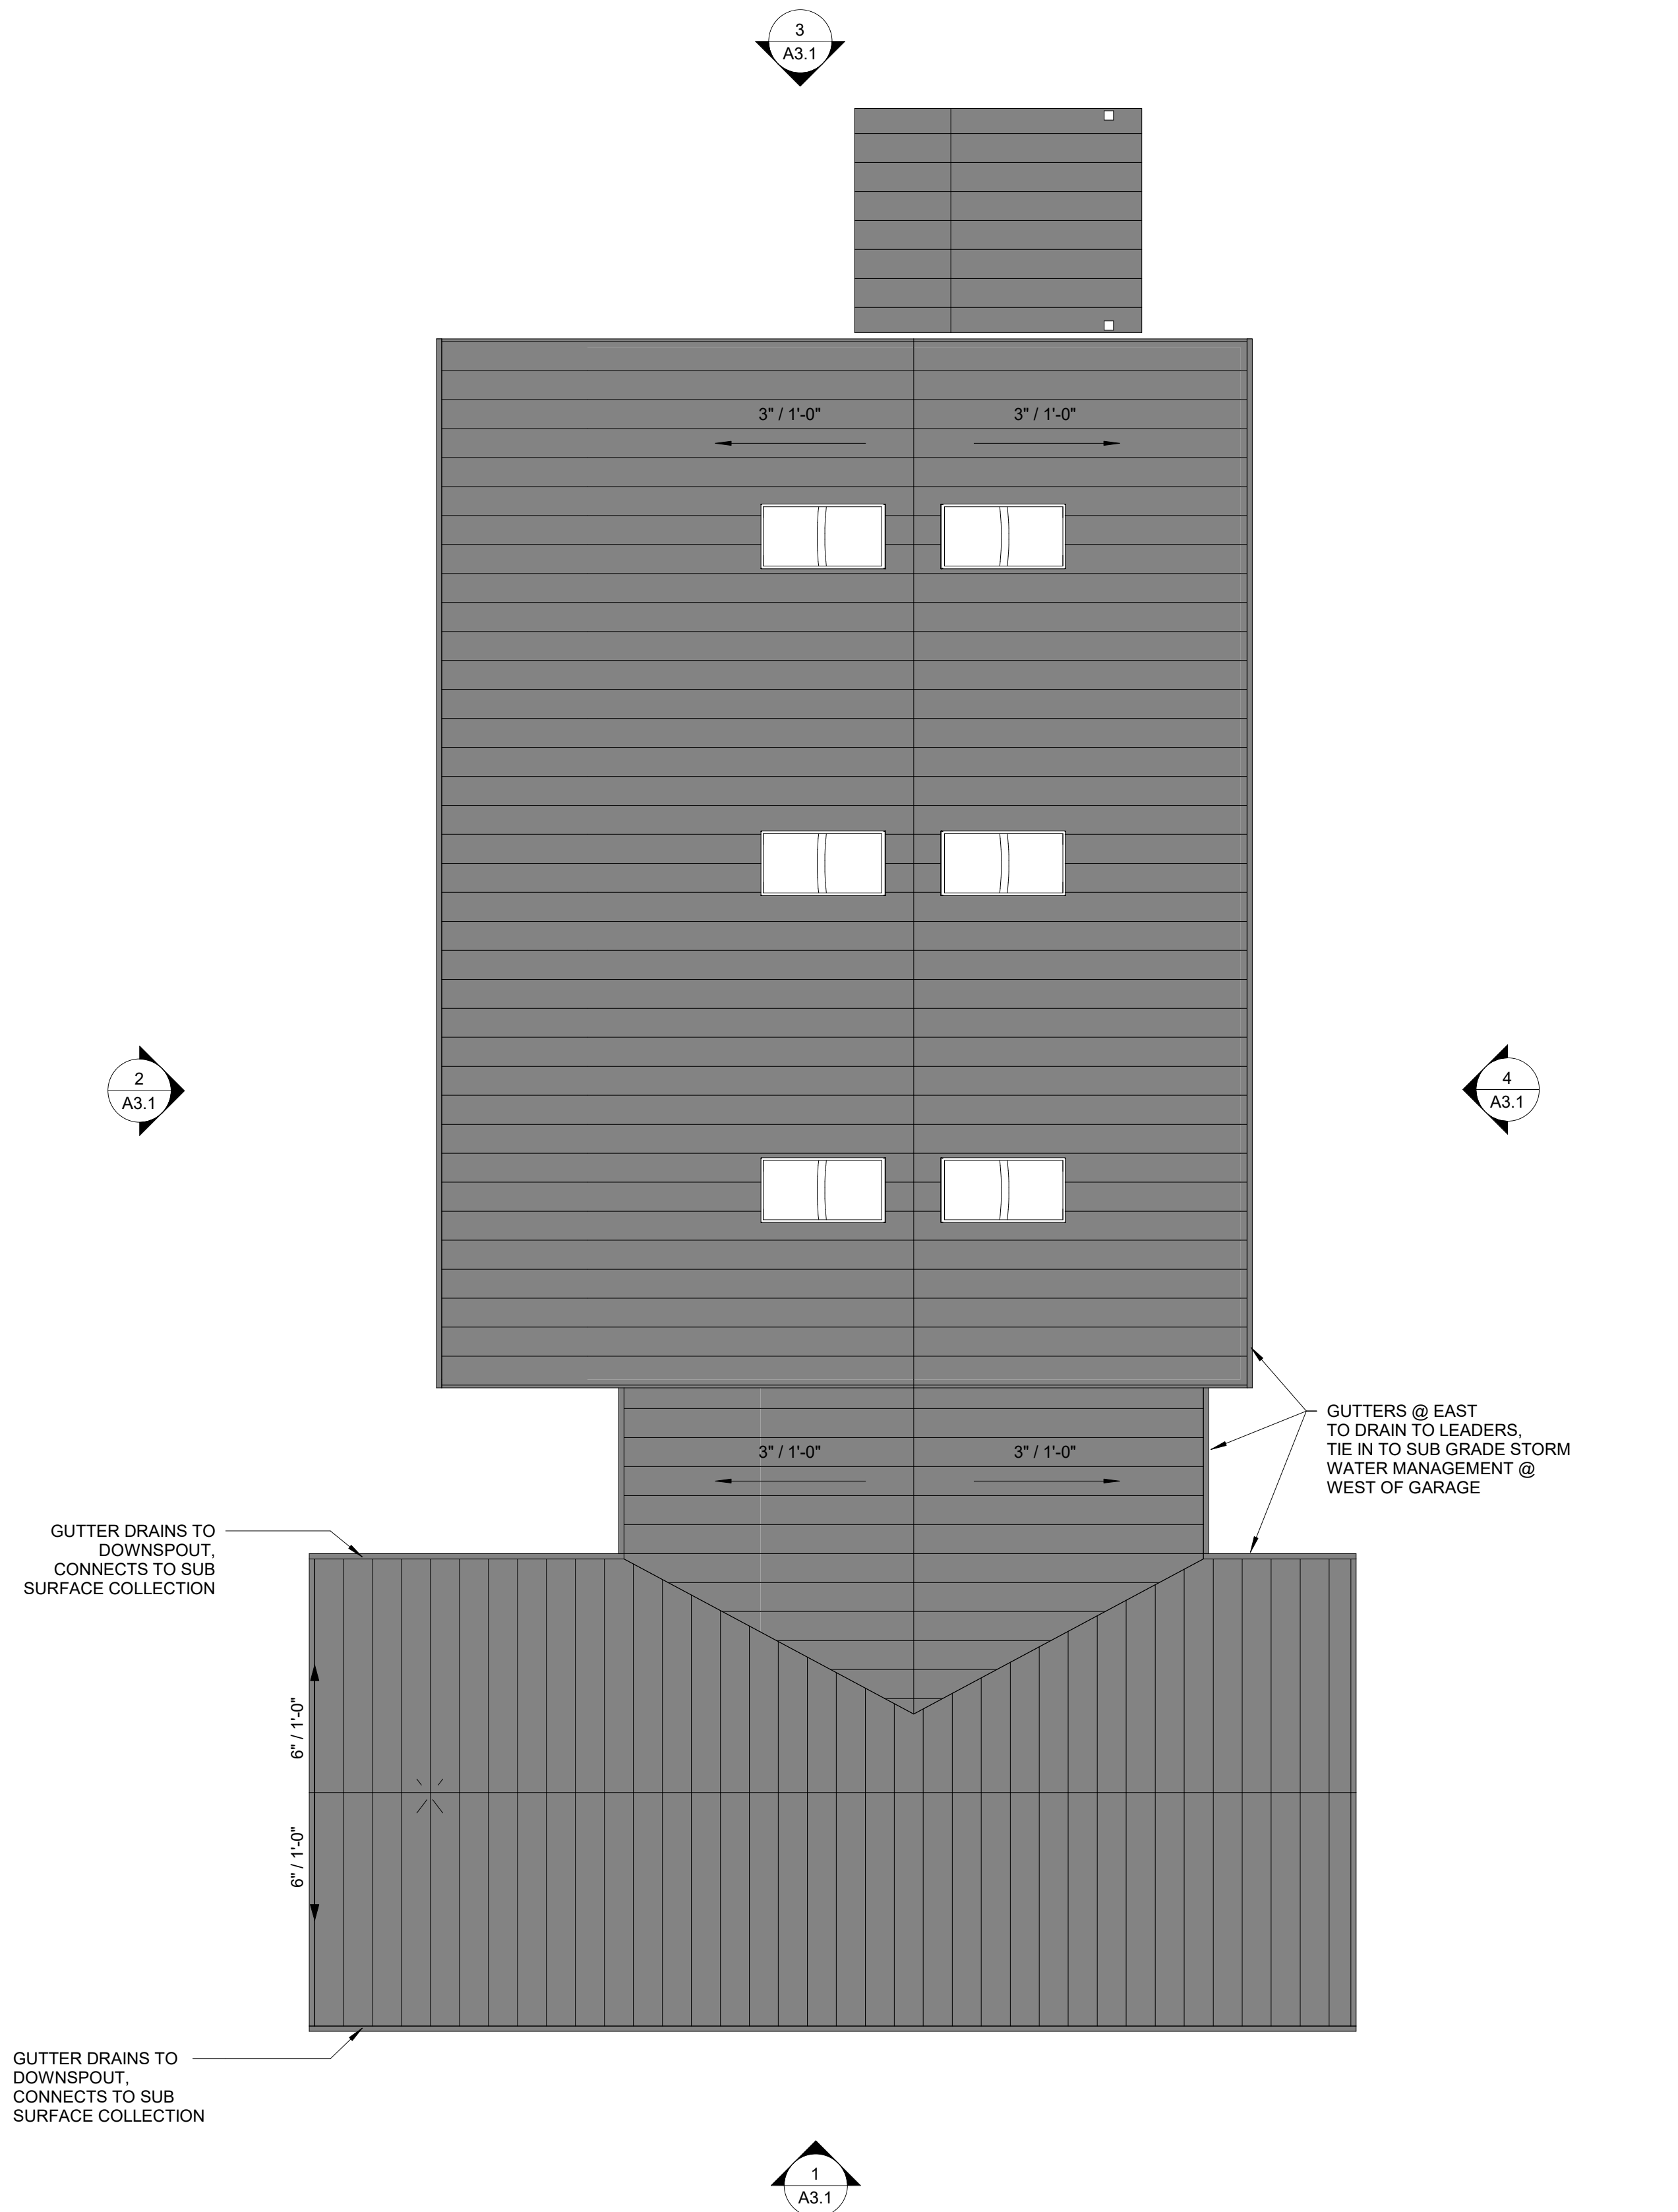 3
A3.1
3" / 1'-0"
3" / 1'-0"
2
A3.1
4
A3.1
GUTTERS @ EAST
TO DRAIN TO LEADERS,
TIE IN TO SUB GRADE STORM
WATER MANAGEMENT @
WEST OF GARAGE
3" / 1'-0"
3" / 1'-0"
GUTTER DRAINS TO
DOWNSPOUT,
CONNECTS TO SUB
SURFACE COLLECTION
6" / 1'-0"
6" / 1'-0"
GUTTER DRAINS TO
DOWNSPOUT,
CONNECTS TO SUB
SURFACE COLLECTION
1
A3.1